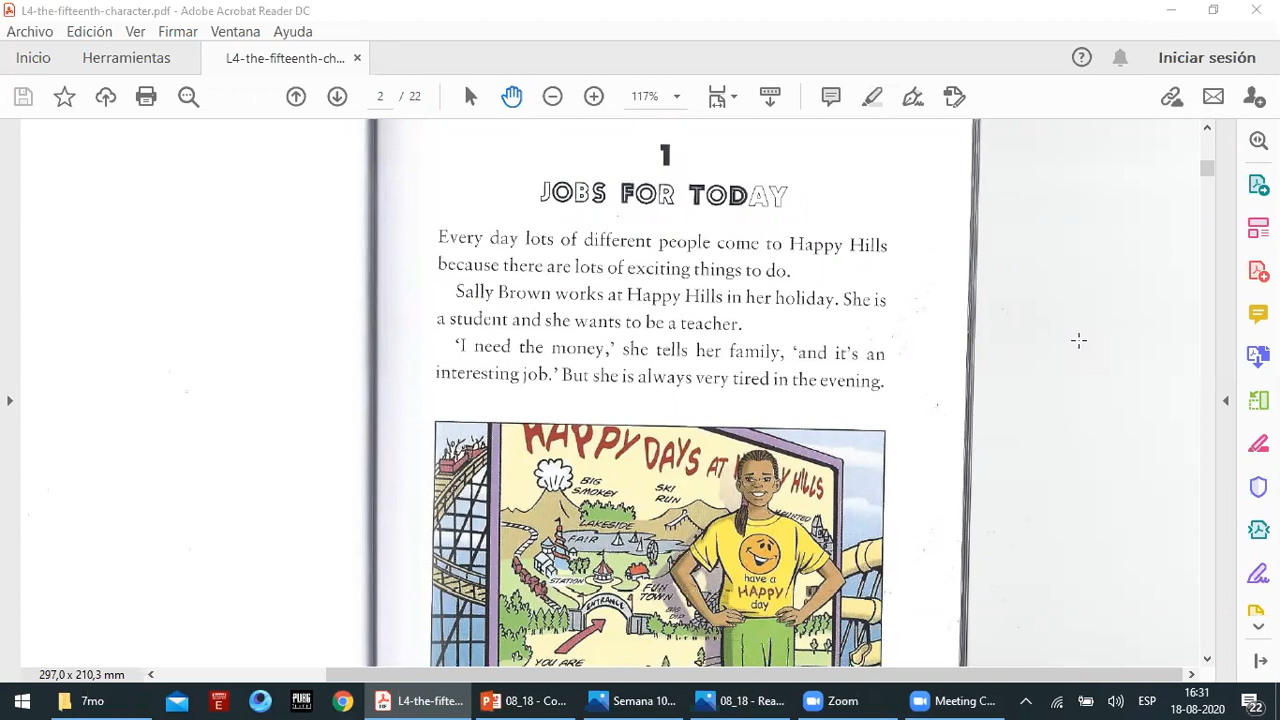 L4-the-fifteenth-character.pdf - Adobe Acrobat Reader DC
Archivo Edición Ver Firmar Ventana Ayuda
Inicio Herramientas L4-the-fifteenth-ch... × Iniciar sesión
2 / 22 117%
1
JOBS FOR TODAY
Every day lots of different people come to Happy Hills
because there are lots of exciting things to do.
Sally Brown works at Happy Hills in her holiday. She is
a student and she wants to be a teacher.
‘I need the money,’ she tells her family, ‘and it’s an
interesting job.’ But she is always very tired in the evening.
HAPPY DAYS AT HAPPY HILLS
BIG
SMOKEY
SKI
RUN
LAKESIDE
FAIR
STATION
FUN
TOWN
ENTRANCE
BIG
YOU ARE
have a
HAPPY
day
297,0 x 210,3 mm
7mo L4-the-fifteenth-c... 08_18 - Co... Semana 10... 08_18 - Rea... Zoom Meeting C... ESP 16:31
18-08-2020
22